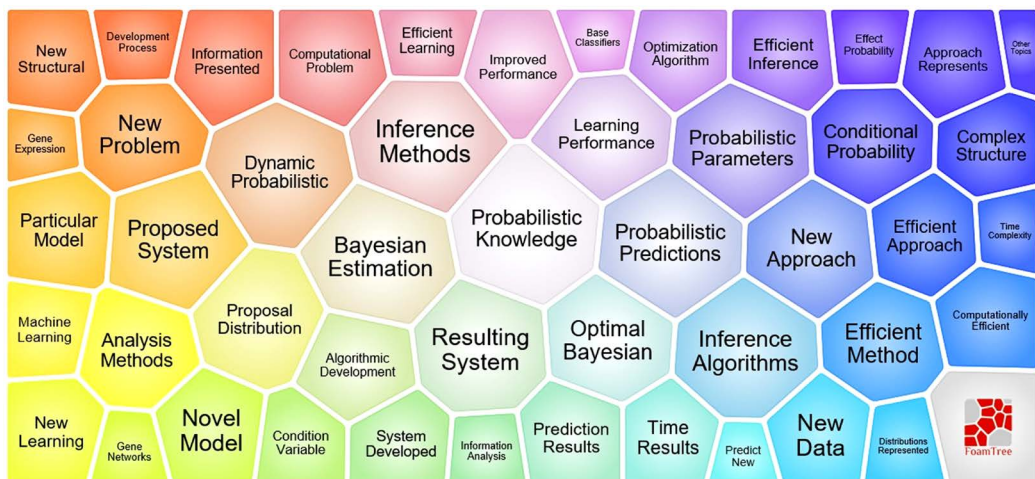 New
Structural
Development
Process
Information
Presented
Computational
Problem
Efficient
Learning
Improved
Performance
Base
Classifiers
Optimization
Algorithm
Efficient
Inference
Effect
Probability
Approach
Represents
Other
Topics
Gene
Expression
New
Problem
Dynamic
Probabilistic
Inference
Methods
Learning
Performance
Probabilistic
Parameters
Conditional
Probability
Complex
Structure
Particular
Model
Proposed
System
Bayesian
Estimation
Probabilistic
Knowledge
Probabilistic
Predictions
New
Approach
Efficient
Approach
Time
Complexity
Machine
Learning
Analysis
Methods
Proposal
Distribution
Algorithmic
Development
Resulting
System
Optimal
Bayesian
Inference
Algorithms
Efficient
Method
Computationally
Efficient
New
Learning
Gene
Networks
Novel
Model
Condition
Variable
System
Developed
Information
Analysis
Prediction
Results
Time
Results
Predict
New
New
Data
Distributions
Represented
FoamTree